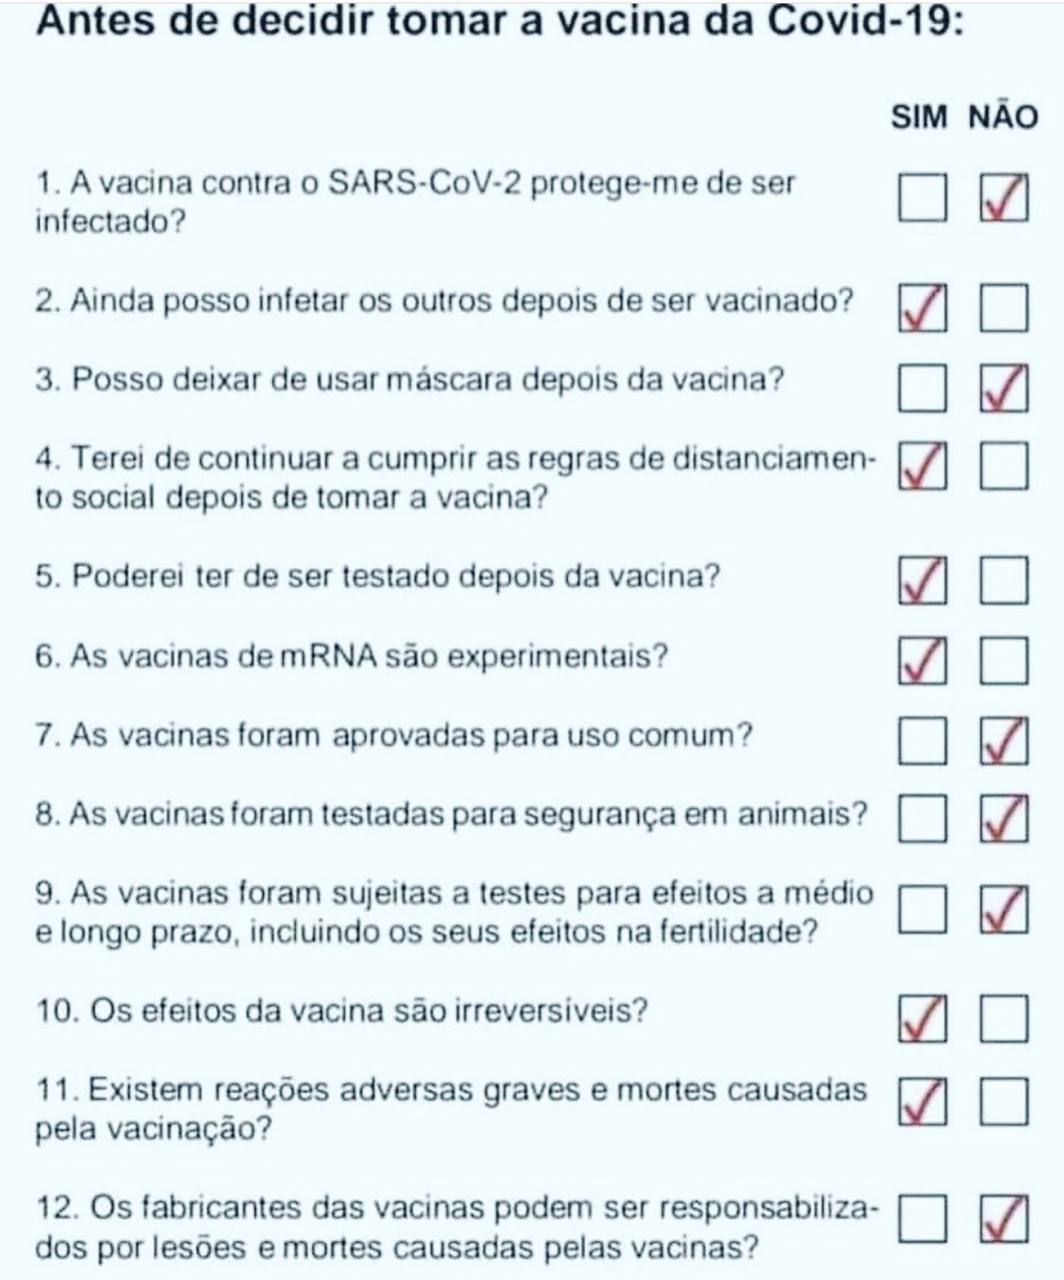 Antes de decidir tomar a vacina da Covid-19:
SIM NÃO
1. A vacina contra o SARS-CoV-2 protege-me de ser
infectado?
2. Ainda posso infetar os outros depois de ser vacinado?
3. Posso deixar de usar máscara depois da vacina?
4. Terei de continuar a cumprir as regras de distanciamen-
to social depois de tomar a vacina?
5. Poderei ter de ser testado depois da vacina?
6. As vacinas de mRNA são experimentais?
7. As vacinas foram aprovadas para uso comum?
8. As vacinas foram testadas para segurança em animais?
9. As vacinas foram sujeitas a testes para efeitos a médio
e longo prazo, incluindo os seus efeitos na fertilidade?
10. Os efeitos da vacina são irreversíveis?
11. Existem reações adversas graves e mortes causadas
pela vacinação?
12. Os fabricantes das vacinas podem ser responsabiliza-
dos por lesões e mortes causadas pelas vacinas?